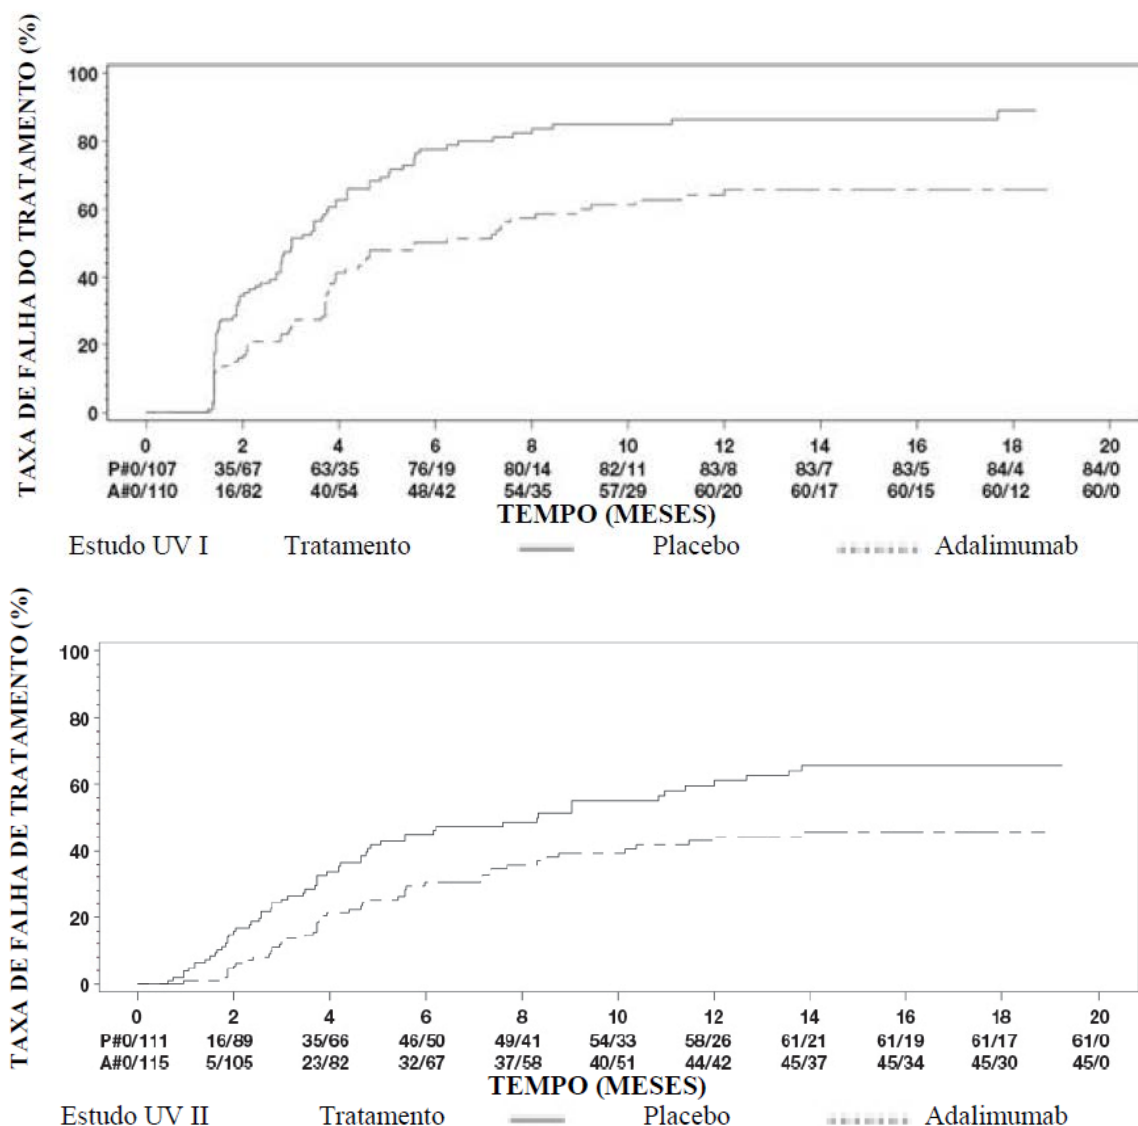 TAXA DE FALHA DO TRATAMENTO (%)
100
80
60
40
20
0
0 2 4 6 8 10 12 14 16 18 20
P#0/107 35/67 63/35 76/19 80/14 82/11 83/8 83/7 83/5 84/4 84/0
A#0/110 16/82 40/54 48/42 54/35 57/29 60/20 60/17 60/15 60/12 60/0
TEMPO (MESES)
Estudo UV I Tratamento Placebo Adalimumab
TAXA DE FALHA DE TRATAMENTO (%)
100
80
60
40
20
0
0 2 4 6 8 10 12 14 16 18 20
P#0/111 16/89 35/66 46/50 49/41 54/33 58/26 61/21 61/19 61/17 61/0
A#0/115 5/105 23/82 32/67 37/58 40/51 44/42 45/37 45/34 45/30 45/0
TEMPO (MESES)
Estudo UV II Tratamento Placebo Adalimumab